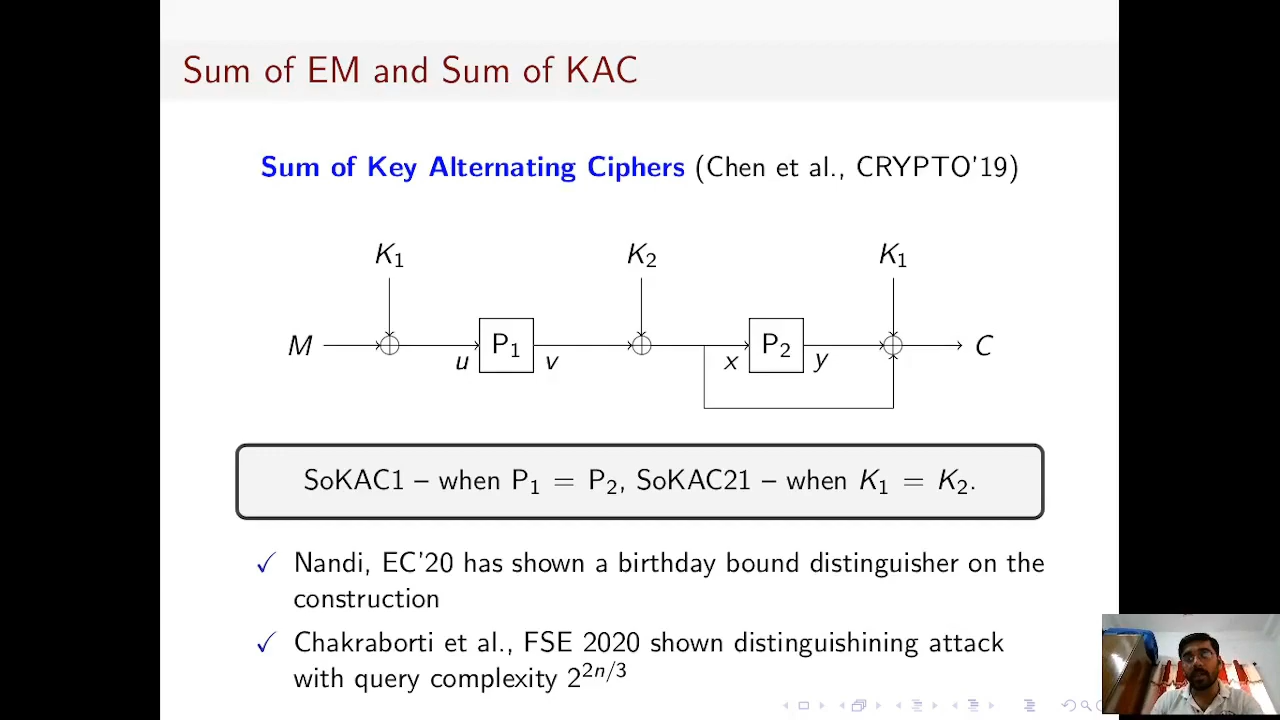 Sum of EM and Sum of KAC
Sum of Key Alternating Ciphers (Chen et al., CRYPTO'19)
K₁ K₂ K₁
M P₁ P₂ C
u v x y
SoKAC1 – when P₁ = P₂, SoKAC21 – when K₁ = K₂.
✓ Nandi, EC'20 has shown a birthday bound distinguisher on the
construction
✓ Chakraborti et al., FSE 2020 shown distinguishining attack
with query complexity 2²ⁿ/³